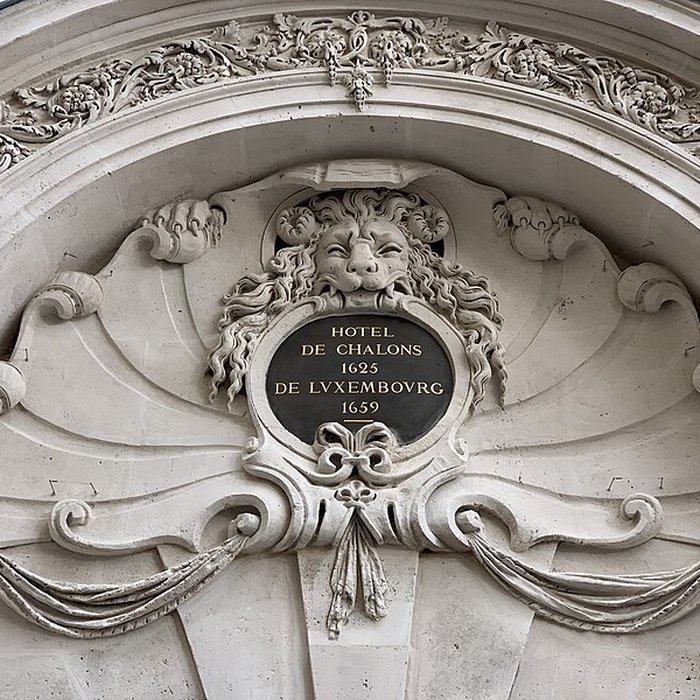 HOTEL
DE CHALONS
1625
DE LVXEMBOVRG
1659